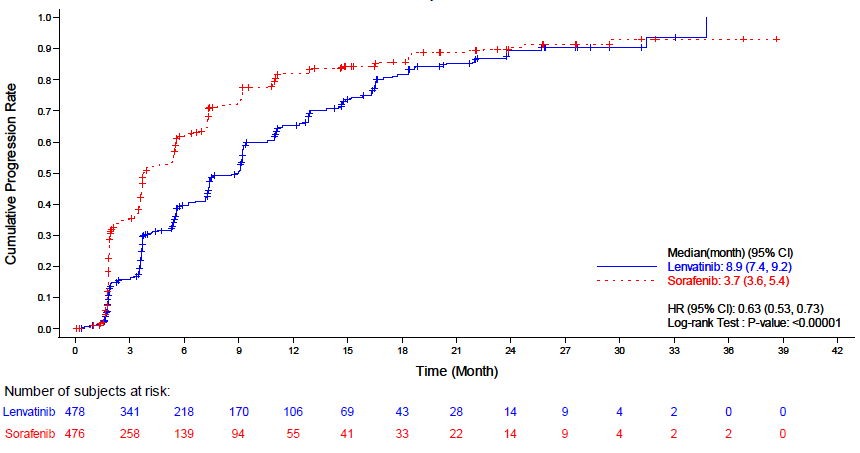 Cumulative Progression Rate
1.0
0.9
0.8
0.7
0.6
0.5
0.4
0.3
0.2
0.1
0.0
Median(month) (95% CI)
Lenvatinib: 8.9 (7.4, 9.2)
Sorafenib: 3.7 (3.6, 5.4)
HR (95% CI): 0.63 (0.53, 0.73)
Log-rank Test : P-value: <0.00001
0 3 6 9 12 15 18 21 24 27 30 33 36 39 42
Time (Month)
Number of subjects at risk:
Lenvatinib 478 341 218 170 106 69 43 28 14 9 4 2 0 0
Sorafenib 476 258 139 94 55 41 33 22 14 9 4 2 2 0